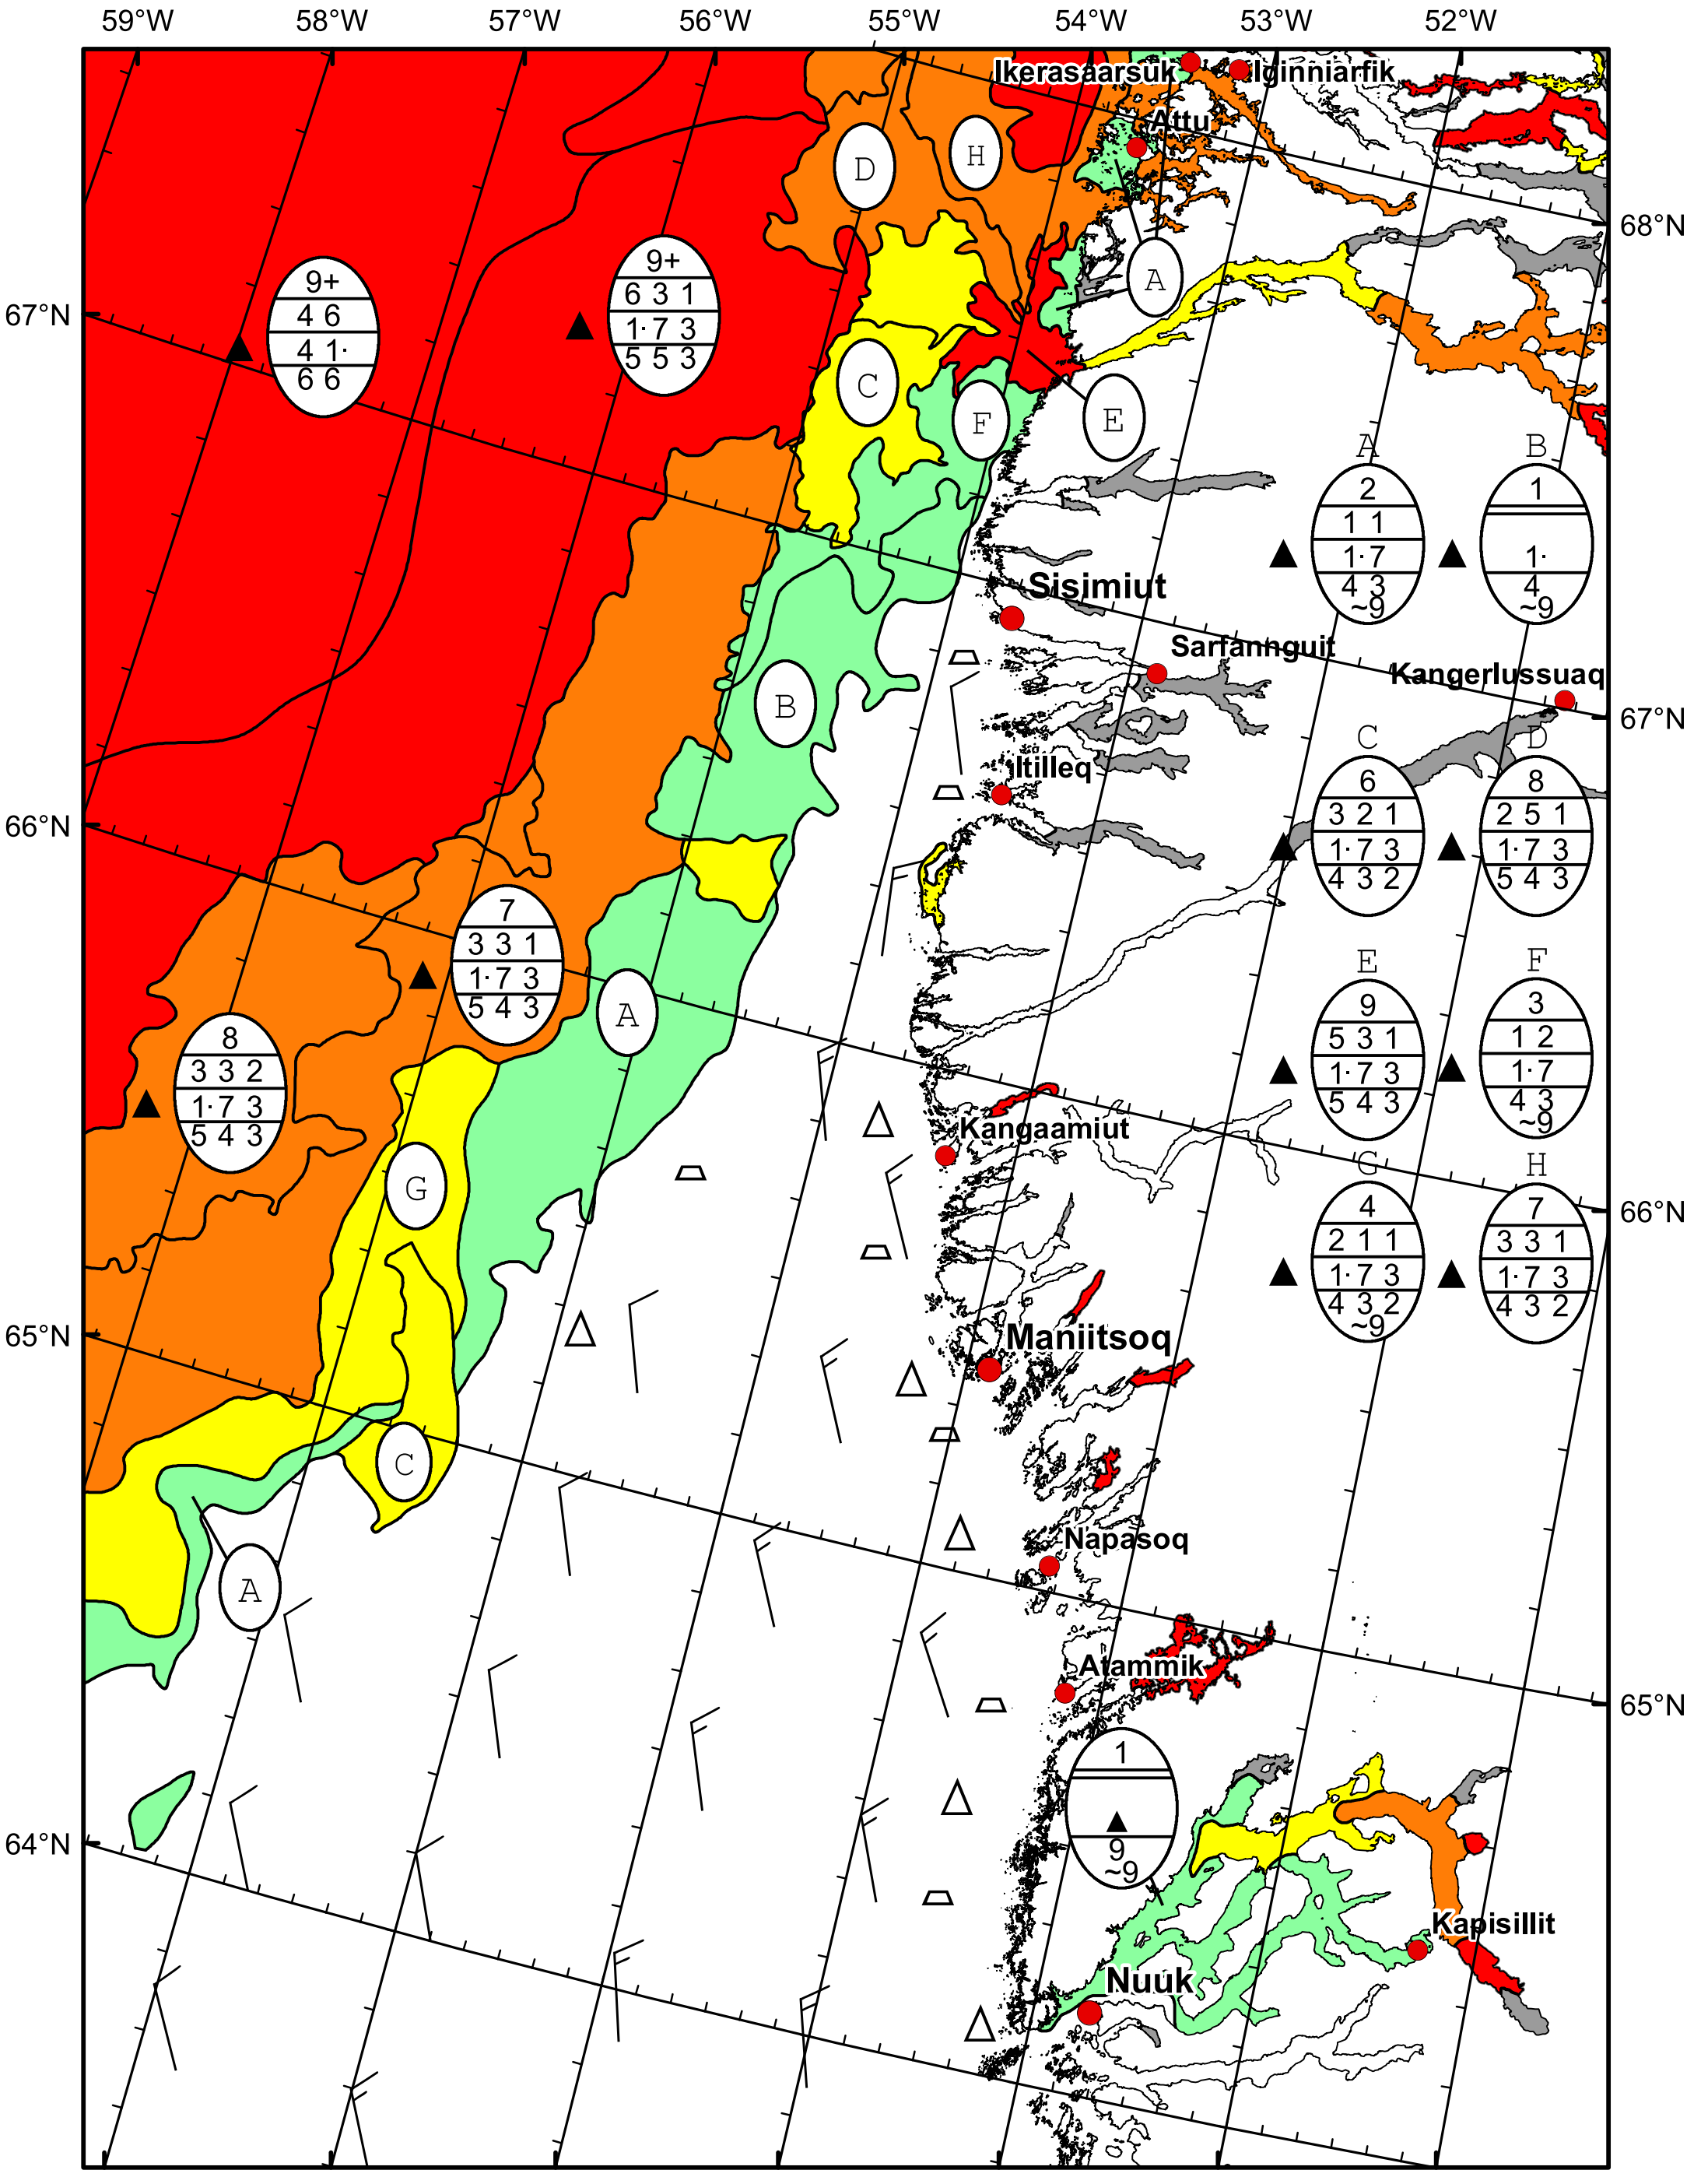 59°W 58°W 57°W 56°W 55°W 54°W 53°W 52°W
Ikerasaarsuk
Iginniarfik
Attu
D
H
68°N
A
9+
4 6
4 1·
6 6
9+
6 3 1
1·7 3
5 5 3
67°N
C
F
E
A
2
1 1
1·7
4 3
~9
B
1
1·
4
~9
Sisimiut
Sarfannguit
Kangerlussuaq
67°N
B
Itilleq
C
6
3 2 1
1·7 3
4 3 2
D
8
2 5 1
1·7 3
5 4 3
66°N
7
3 3 1
1·7 3
5 4 3
A
E
9
5 3 1
1·7 3
5 4 3
F
3
1 2
1·7
4 3
~9
8
3 3 2
1·7 3
5 4 3
Kangaamiut
G
G
4
2 1 1
1·7 3
4 3 2
~9
H
7
3 3 1
1·7 3
4 3 2
66°N
65°N
Maniitsoq
C
Napasoq
A
Atammik
65°N
1
9
~9
64°N
Kapisillit
Nuuk